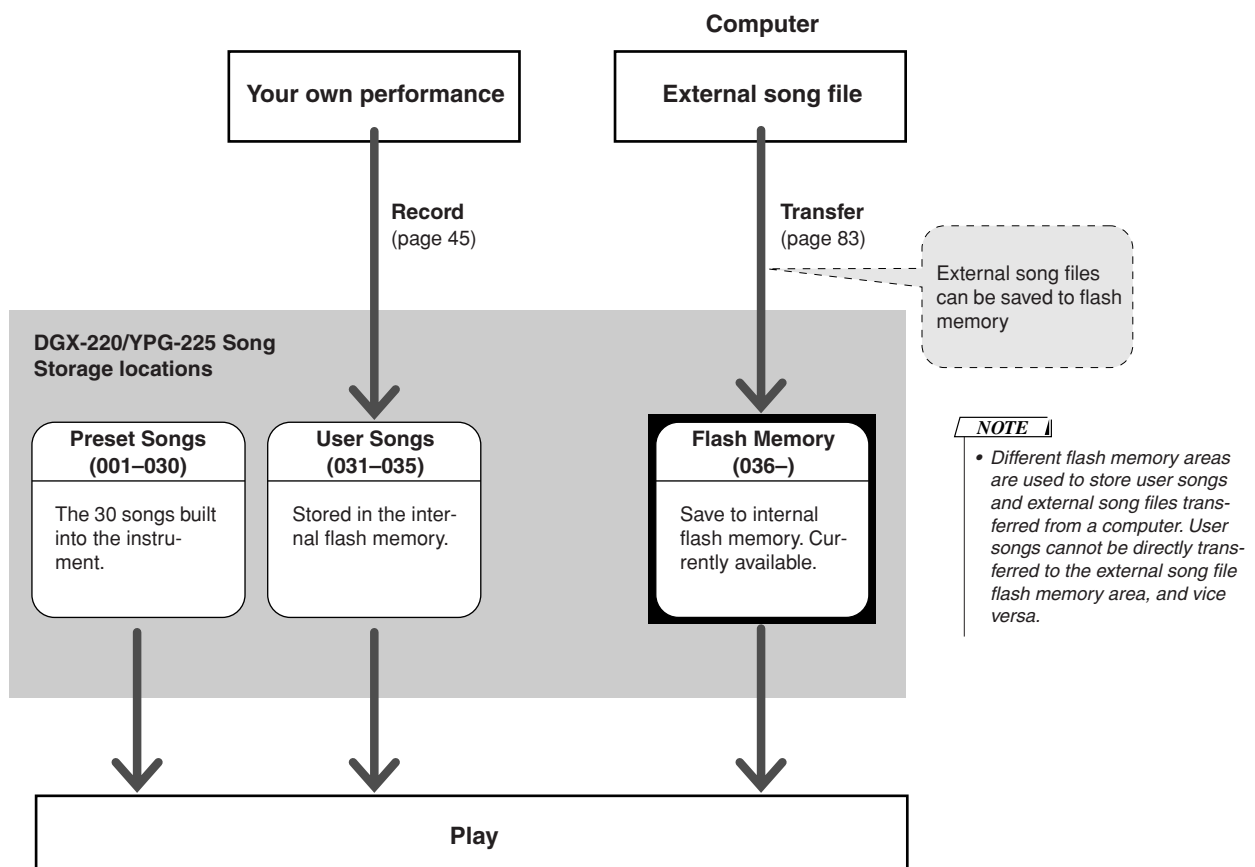 Computer
Your own performance
External song file
Record
(page 45)
Transfer
(page 83)
External song files
can be saved to flash
memory
DGX-220/YPG-225 Song
Storage locations
Preset Songs
(001–030)
The 30 songs built
into the instru-
ment.
User Songs
(031–035)
Stored in the inter-
nal flash memory.
Flash Memory
(036–)
Save to internal
flash memory. Cur-
rently available.
NOTE
• Different flash memory areas
are used to store user songs
and external song files trans-
ferred from a computer. User
songs cannot be directly trans-
ferred to the external song file
flash memory area, and vice
versa.
Play